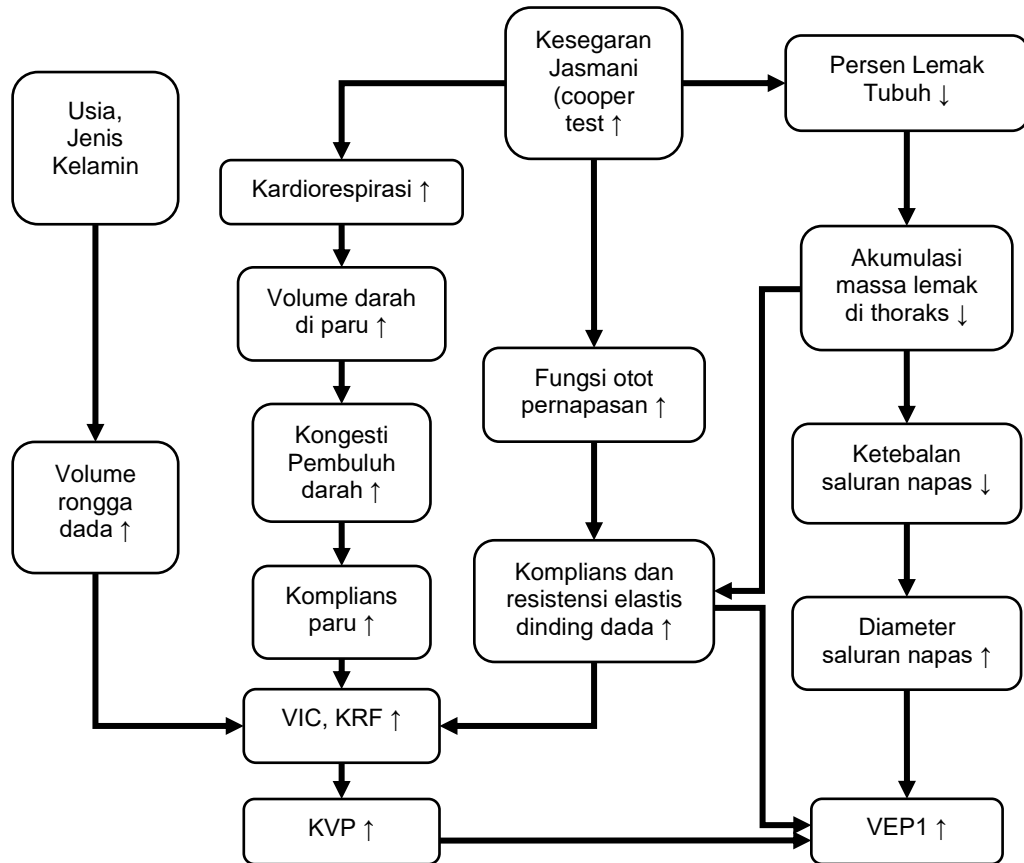 Kesegaran
Jasmani
(cooper
test ↑
Persen Lemak
Tubuh ↓
Usia,
Jenis
Kelamin
Kardiorespirasi ↑
Volume darah
di paru ↑
Akumulasi
massa lemak
di thoraks ↓
Fungsi otot
pernapasan ↑
Kongesti
Pembuluh
darah ↑
Ketebalan
saluran napas ↓
Volume
rongga
dada ↑
Komplians
paru ↑
Komplians dan
resistensi elastis
dinding dada ↑
Diameter
saluran napas ↑
VIC, KRF ↑
KVP ↑
VEP1 ↑